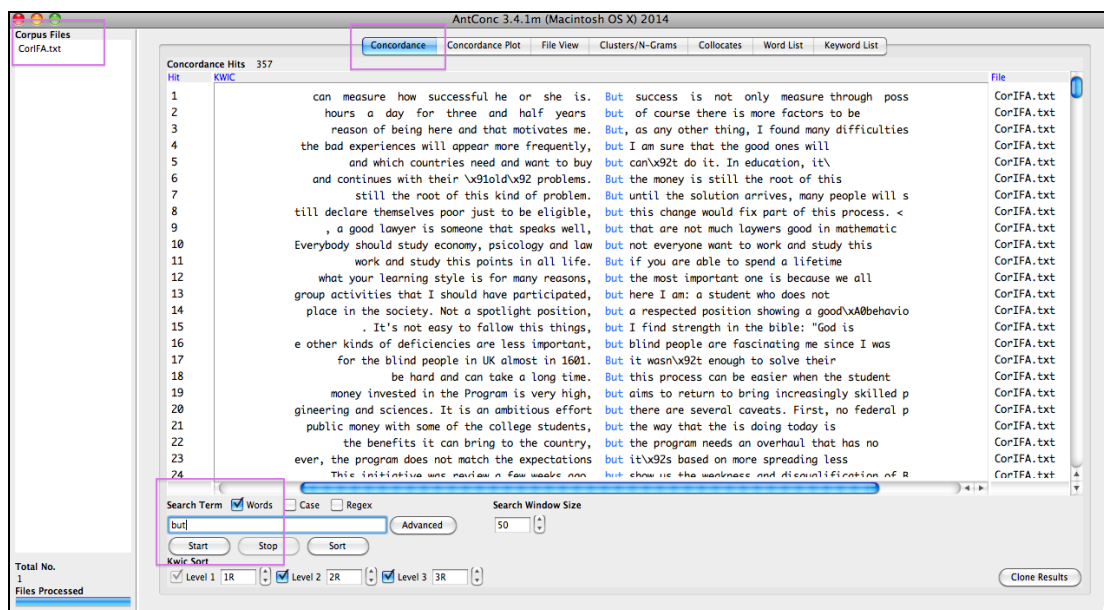 AntConc 3.4.1m (Macintosh OS X) 2014
Corpus Files
CorIFA.txt
Concordance Concordance Plot File View Clusters/N-Grams Collocates Word List Keyword List
Concordance Hits 357
Hit KWIC File
1 can measure how successful he or she is. But success is not only measure through poss CorIFA.txt
2 hours a day for three and half years but of course there is more factors to be CorIFA.txt
3 reason of being here and that motivates me. But, as any other thing, I found many difficulties CorIFA.txt
4 the bad experiences will appear more frequently, but I am sure that the good ones will CorIFA.txt
5 and which countries need and want to buy but can\x92t do it. In education, it\ CorIFA.txt
6 and continues with their \x91old\x92 problems. But the money is still the root of this CorIFA.txt
7 still the root of this kind of problem. But until the solution arrives, many people will s CorIFA.txt
8 till declare themselves poor just to be eligible, but this change would fix part of this process. < CorIFA.txt
9 , a good lawyer is someone that speaks well, but that are not much laywers good in mathematic CorIFA.txt
10 Everybody should study economy, psicology and law but not everyone want to work and study this CorIFA.txt
11 work and study this points in all life. But if you are able to spend a lifetime CorIFA.txt
12 what your learning style is for many reasons, but the most important one is because we all CorIFA.txt
13 group activities that I should have participated, but here I am: a student who does not CorIFA.txt
14 place in the society. Not a spotlight position, but a respected position showing a good\xA0behavio CorIFA.txt
15 . It's not easy to fallow this things, but I find strength in the bible: "God is CorIFA.txt
16 e other kinds of deficiencies are less important, but blind people are fascinating me since I was CorIFA.txt
17 for the blind people in UK almost in 1601. But it wasn\x92t enough to solve their CorIFA.txt
18 be hard and can take a long time. But this process can be easier when the student CorIFA.txt
19 money invested in the Program is very high, but aims to return to bring increasingly skilled p CorIFA.txt
20 gineering and sciences. It is an ambitious effort but there are several caveats. First, no federal p CorIFA.txt
21 public money with some of the college students, but the way that the is doing today is CorIFA.txt
22 the benefits it can bring to the country, but the program needs an overhaul that has no CorIFA.txt
23 ever, the program does not match the expectations but it\x92s based on more spreading less CorIFA.txt
24 This initiative was review a few weeks ago, but show us the weakness and disqualification of B CorIFA.txt
Search Term Words Case Regex Search Window Size
but Advanced 50
Start Stop Sort
Kwic Sort
Level 1 1R Level 2 2R Level 3 3R Clone Results
Total No.
1
Files Processed